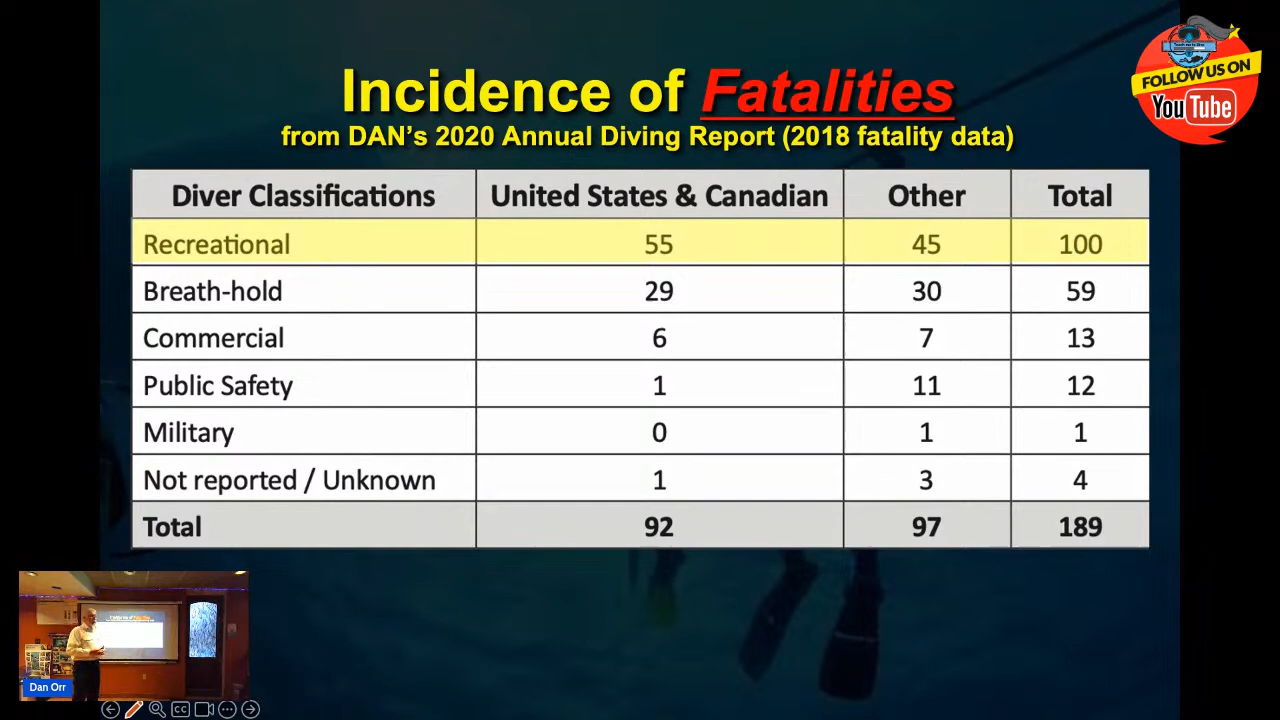 Incidence of Fatalities
from DAN's 2020 Annual Diving Report (2018 fatality data)
FOLLOW US ON
YouTube
Diver Classifications United States & Canadian Other Total
Recreational 55 45 100
Breath-hold 29 30 59
Commercial 6 7 13
Public Safety 1 11 12
Military 0 1 1
Not reported / Unknown 1 3 4
Total 92 97 189
Dan Orr
CC